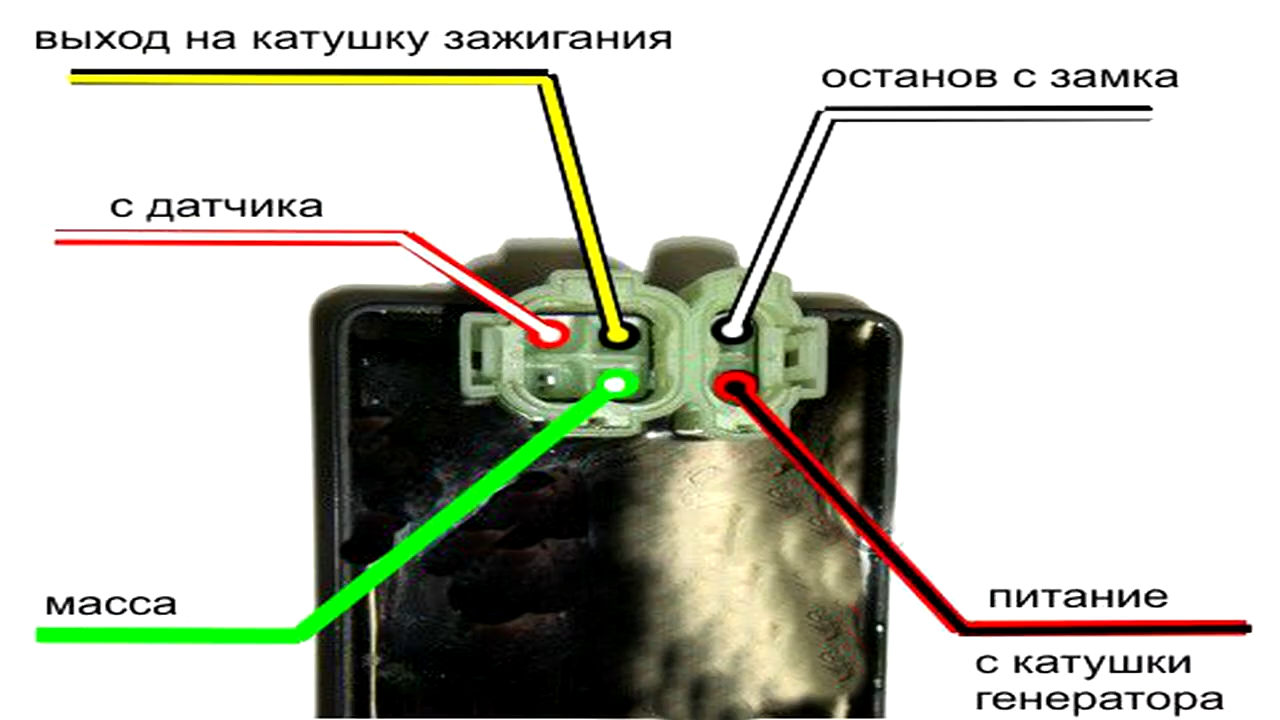 выход на катушку зажигания
останов с замка
с датчика
масса
питание
с катушки
генератора